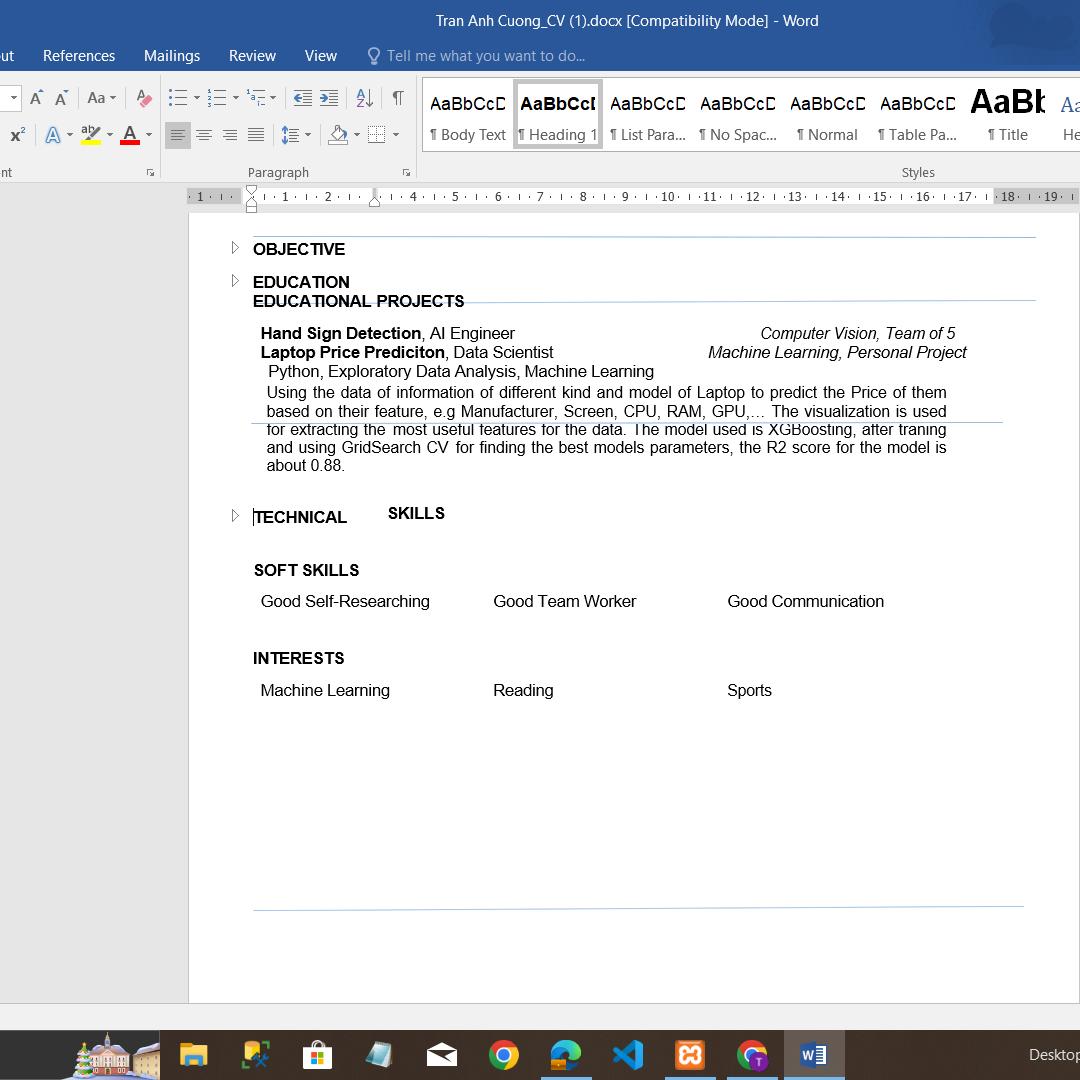 Tran Anh Cuong_CV (1).docx [Compatibility Mode] - Word
out References Mailings Review View Tell me what you want to do...
Aa
x² A ab A
AaBbCcD AaBbCcI AaBbCcD AaBbCcD AaBbCcD AaBbCcD AaBb Aa
¶ Body Text ¶ Heading 1 ¶ List Para... ¶ No Spac... ¶ Normal ¶ Table Pa... ¶ Title He
nt Paragraph Styles
1 1 2 4 5 6 7 8 9 10 11 12 13 14 15 16 17 18 19
OBJECTIVE
EDUCATION
EDUCATIONAL PROJECTS
Hand Sign Detection, AI Engineer Computer Vision, Team of 5
Laptop Price Prediciton, Data Scientist Machine Learning, Personal Project
Python, Exploratory Data Analysis, Machine Learning
Using the data of information of different kind and model of Laptop to predict the Price of them
based on their feature, e.g Manufacturer, Screen, CPU, RAM, GPU,... The visualization is used
for extracting the most useful features for the data. The model used is XGBoosting, after traning
and using GridSearch CV for finding the best models parameters, the R2 score for the model is
about 0.88.
TECHNICAL SKILLS
SOFT SKILLS
Good Self-Researching Good Team Worker Good Communication
INTERESTS
Machine Learning Reading Sports
Desktop